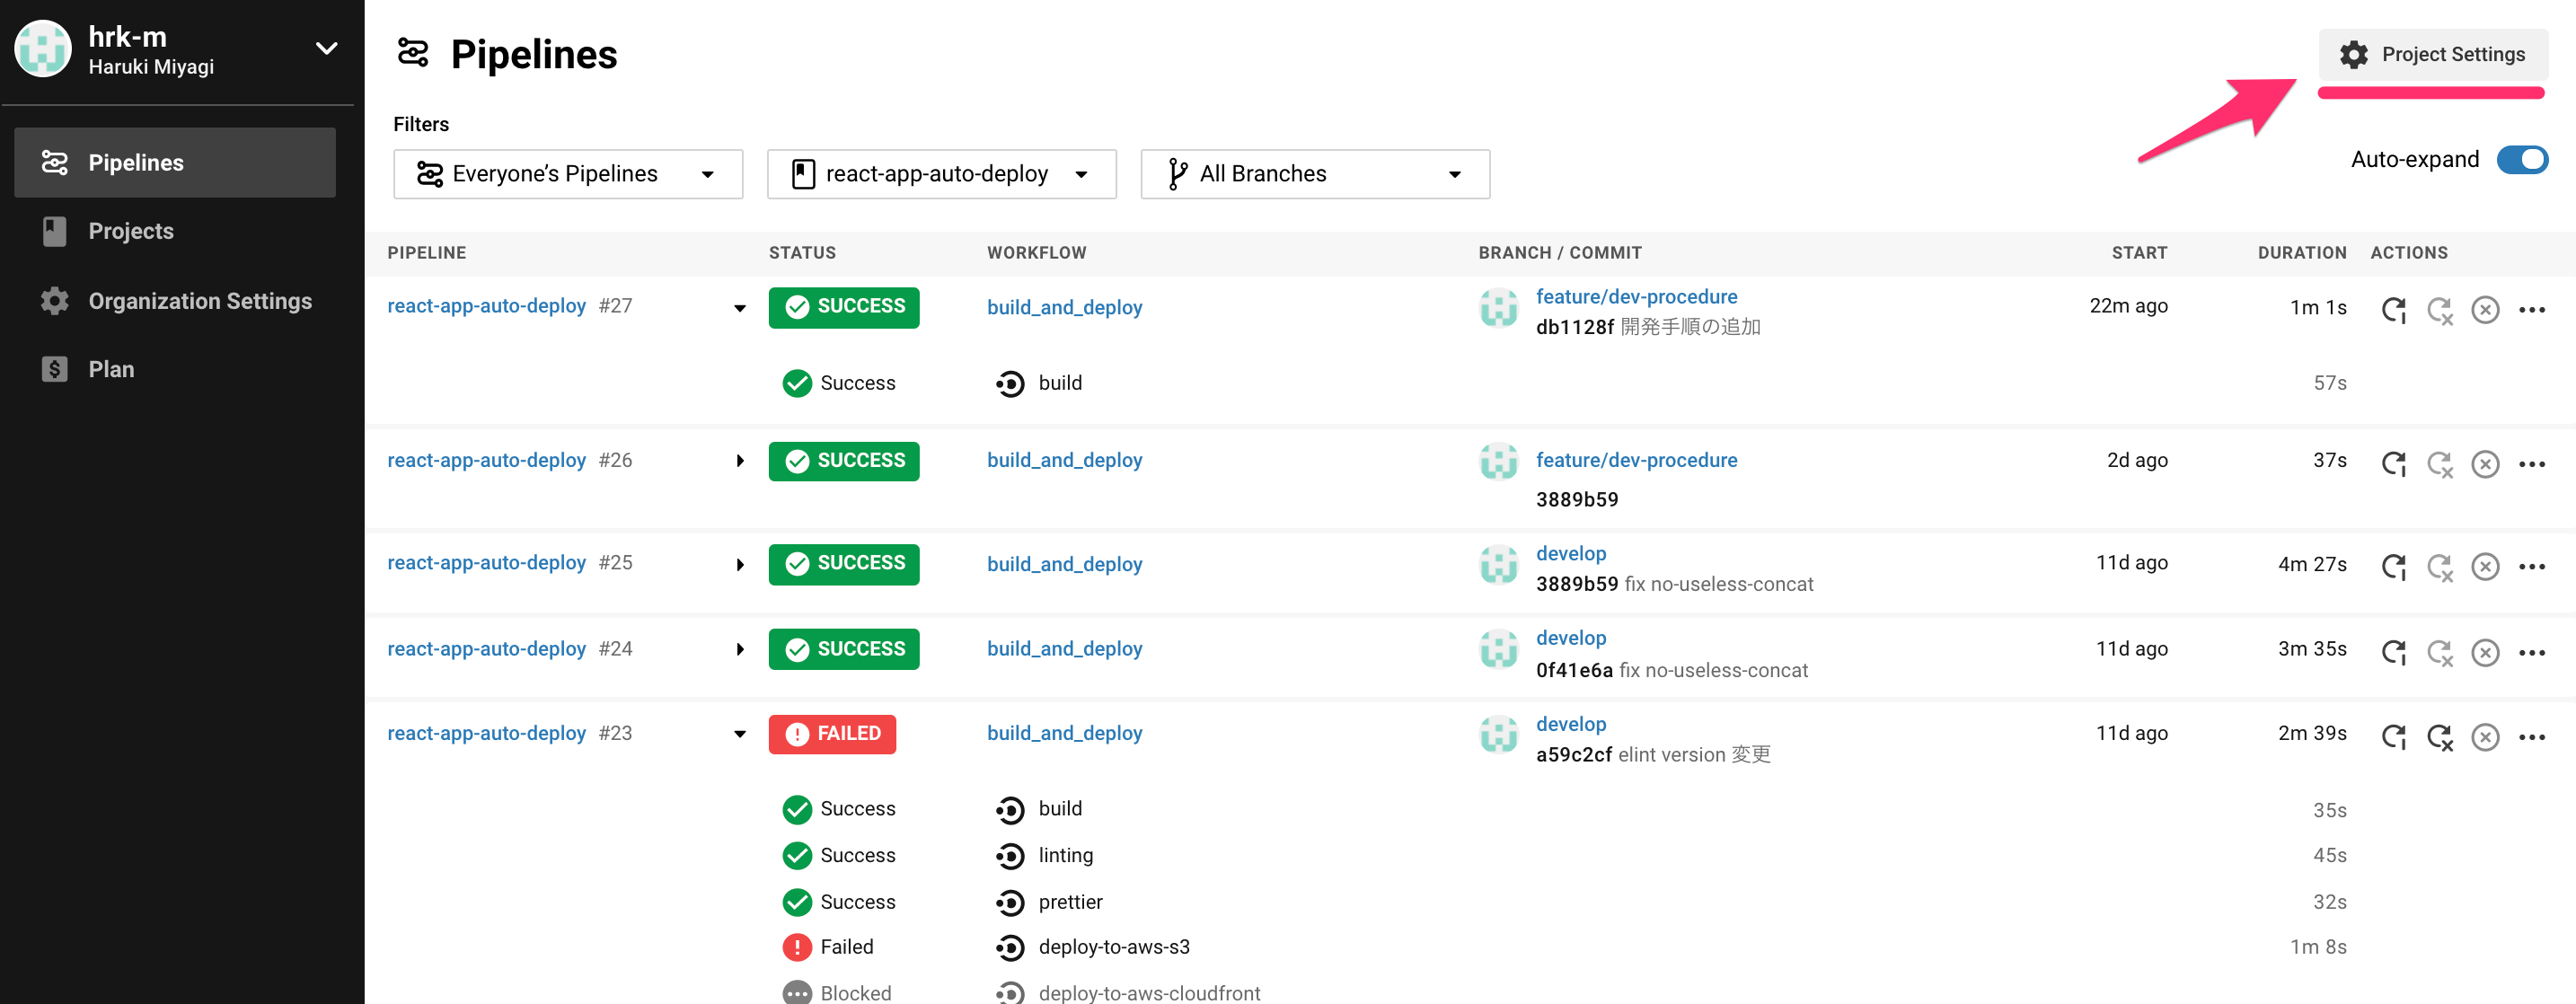 hrk-m
Haruki Miyagi
Pipelines
Projects
Organization Settings
Plan
Pipelines
Project Settings
Filters
Auto-expand
Everyone’s Pipelines react-app-auto-deploy All Branches
PIPELINE STATUS WORKFLOW BRANCH / COMMIT START DURATION ACTIONS
react-app-auto-deploy #27 SUCCESS build_and_deploy feature/dev-procedure 22m ago 1m 1s
db1128f 開発手順の追加
Success build 57s
react-app-auto-deploy #26 SUCCESS build_and_deploy feature/dev-procedure 2d ago 37s
3889b59
react-app-auto-deploy #25 SUCCESS build_and_deploy develop 11d ago 4m 27s
3889b59 fix no-useless-concat
react-app-auto-deploy #24 SUCCESS build_and_deploy develop 11d ago 3m 35s
0f41e6a fix no-useless-concat
react-app-auto-deploy #23 FAILED build_and_deploy develop 11d ago 2m 39s
a59c2cf elint version 変更
Success build 35s
Success linting 45s
Success prettier 32s
Failed deploy-to-aws-s3 1m 8s
Blocked deploy-to-aws-cloudfront